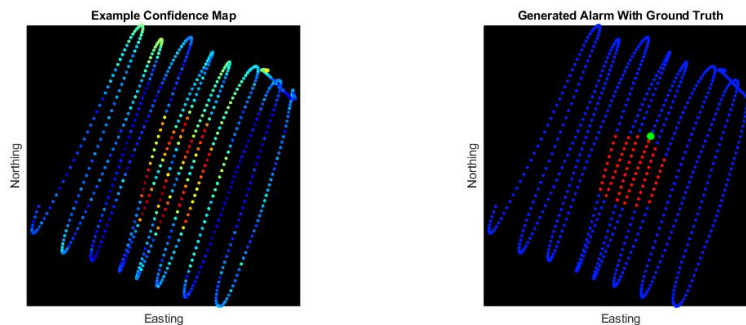 Example Confidence Map
Northing
Easting
Generated Alarm With Ground Truth
Northing
Easting